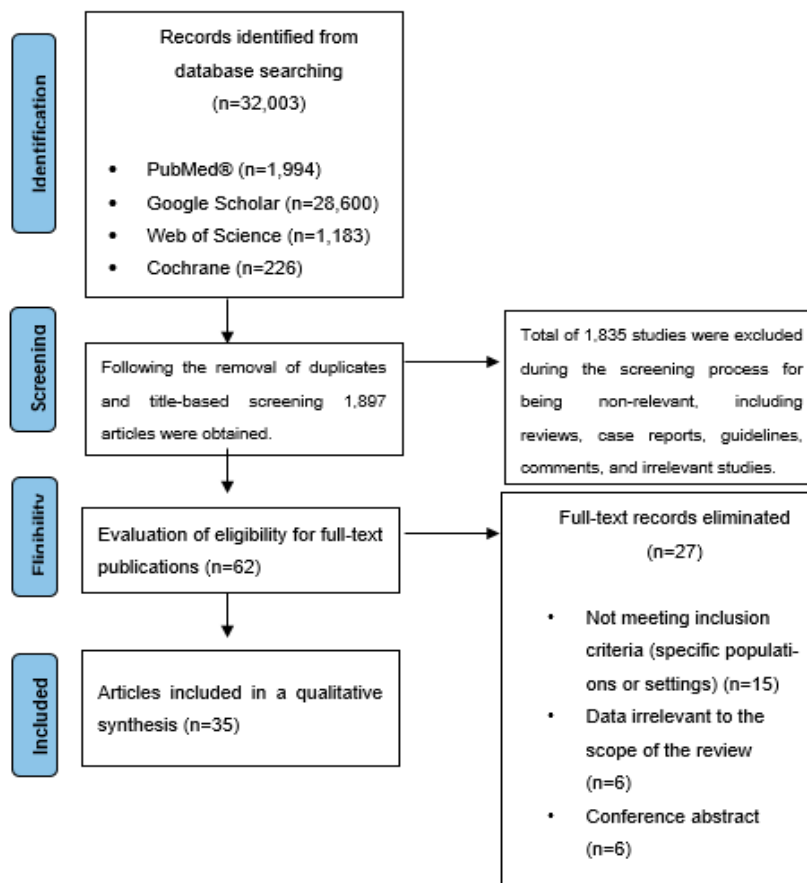 Identification
Records identified from
database searching
(n=32,003)
• PubMed® (n=1,994)
• Google Scholar (n=28,600)
• Web of Science (n=1,183)
• Cochrane (n=226)
Screening
Following the removal of duplicates
and title-based screening 1,897
articles were obtained.
Total of 1,835 studies were excluded
during the screening process for
being non-relevant, including
reviews, case reports, guidelines,
comments, and irrelevant studies.
Eligibility
Evaluation of eligibility for full-text
publications (n=62)
Full-text records eliminated
(n=27)
• Not meeting inclusion
criteria (specific populati-
ons or settings) (n=15)
• Data irrelevant to the
scope of the review
(n=6)
• Conference abstract
(n=6)
Included
Articles included in a qualitative
synthesis (n=35)